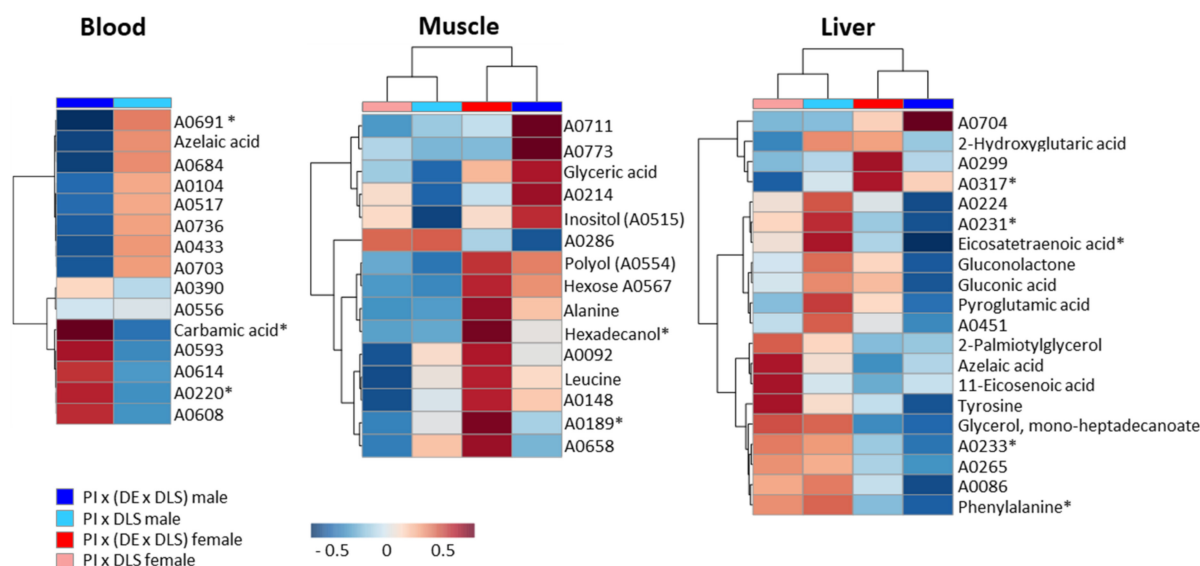 Blood
Muscle
Liver
A0691 *
Azelaic acid
A0684
A0104
A0517
A0736
A0433
A0703
A0390
A0556
Carbamic acid*
A0593
A0614
A0220*
A0608
A0711
A0773
Glyceric acid
A0214
Inositol (A0515)
A0286
Polyol (A0554)
Hexose A0567
Alanine
Hexadecanol*
A0092
Leucine
A0148
A0189*
A0658
A0704
2-Hydroxyglutaric acid
A0299
A0317*
A0224
A0231*
Eicosatetraenoic acid*
Gluconolactone
Gluconic acid
Pyroglutamic acid
A0451
2-Palmiotylglycerol
Azelaic acid
11-Eicosenoic acid
Tyrosine
Glycerol, mono-heptadecanoate
A0233*
A0265
A0086
Phenylalanine*
PI x (DE x DLS) male
PI x DLS male
PI x (DE x DLS) female
PI x DLS female
- 0.5 0 0.5